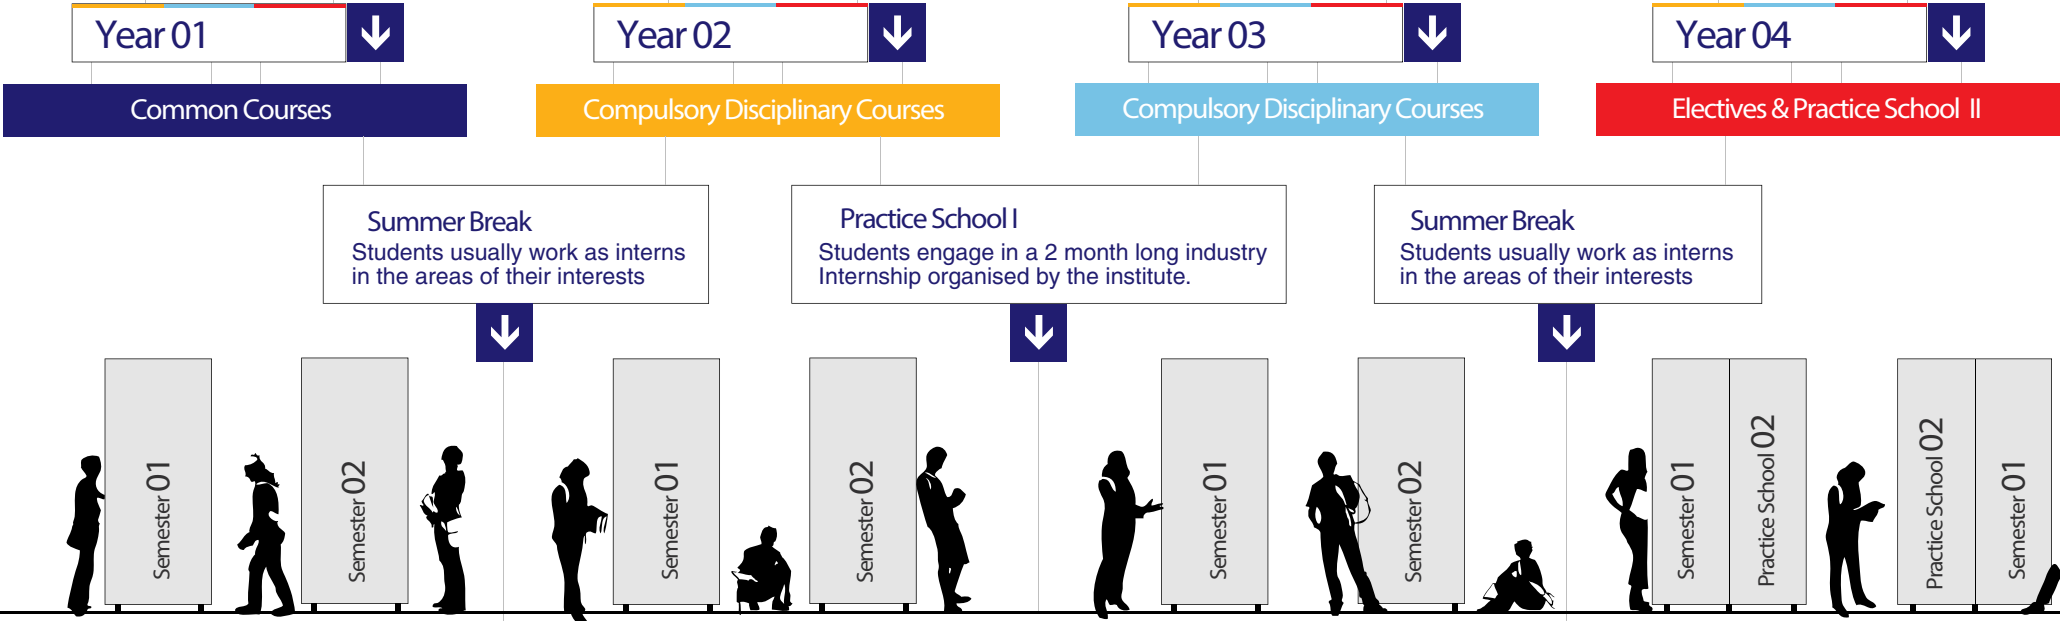 Year 01
Year 02
Year 03
Year 04
Common Courses
Compulsory Disciplinary Courses
Compulsory Disciplinary Courses
Electives & Practice School II
Summer Break
Students usually work as interns
in the areas of their interests
Practice School I
Students engage in a 2 month long industry
Internship organised by the institute.
Summer Break
Students usually work as interns
in the areas of their interests
Semester 01
Semester 02
Semester 01
Semester 02
Semester 01
Semester 02
Semester 01
Practice School 02
Practice School 02
Semester 01